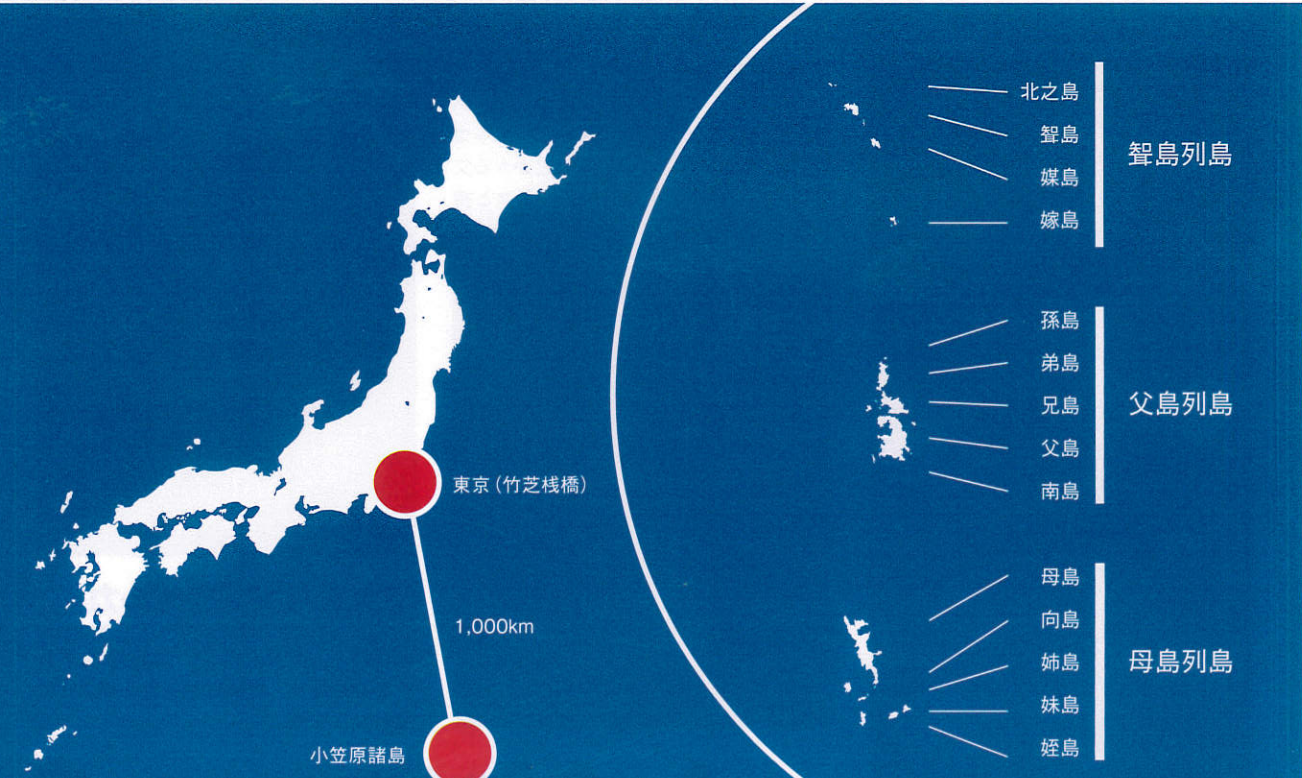 北之島
聟島
媒島
嫁島
聟島列島
孫島
弟島
兄島
父島
南島
父島列島
母島
向島
姉島
妹島
姪島
母島列島
東京（竹芝桟橋）
1,000km
小笠原諸島